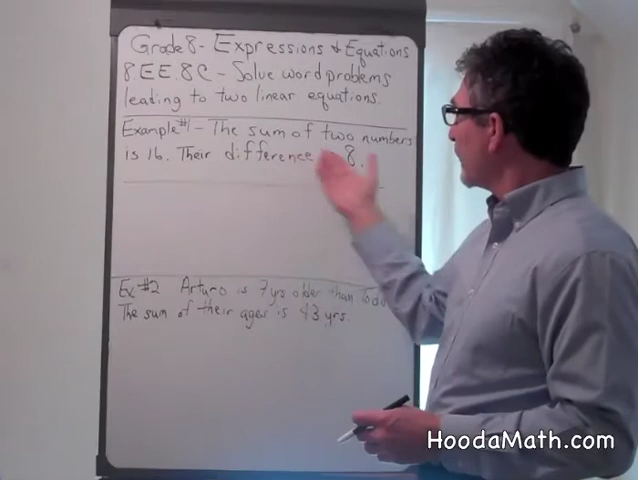 Grade 8 - Expressions & Equations
8.EE.8C - Solve word problems
leading to two linear equations.
Example #1 - The sum of two numbers
is 16. Their difference 8.
Ex #2 Arturo is 7 yrs older than
The sum of their ages is 43 yrs.
HoodaMath.com